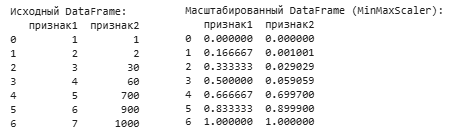 Исходный DataFrame:
признак1 признак2
0 1 1
1 2 2
2 3 30
3 4 60
4 5 700
5 6 900
6 7 1000
Масштабированный DataFrame (MinMaxScaler):
признак1 признак2
0 0.000000 0.000000
1 0.166667 0.001001
2 0.333333 0.029029
3 0.500000 0.059059
4 0.666667 0.699700
5 0.833333 0.899900
6 1.000000 1.000000